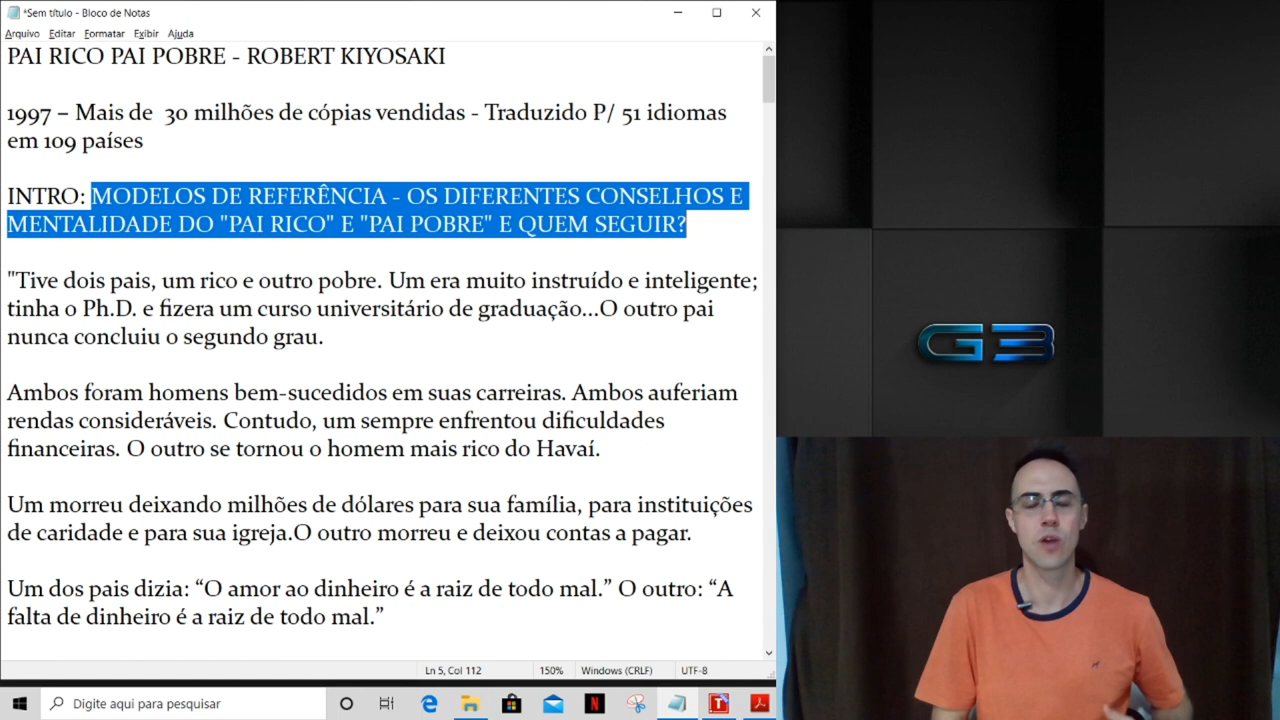 *Sem título - Bloco de Notas
Arquivo Editar Formatar Exibir Ajuda
PAI RICO PAI POBRE - ROBERT KIYOSAKI
1997 – Mais de  30 milhões de cópias vendidas - Traduzido P/ 51 idiomas
em 109 países
INTRO: MODELOS DE REFERÊNCIA - OS DIFERENTES CONSELHOS E
MENTALIDADE DO "PAI RICO" E "PAI POBRE" E QUEM SEGUIR?
"Tive dois pais, um rico e outro pobre. Um era muito instruído e inteligente;
tinha o Ph.D. e fizera um curso universitário de graduação...O outro pai
nunca concluiu o segundo grau.
Ambos foram homens bem-sucedidos em suas carreiras. Ambos auferiam
rendas consideráveis. Contudo, um sempre enfrentou dificuldades
financeiras. O outro se tornou o homem mais rico do Havaí.
Um morreu deixando milhões de dólares para sua família, para instituições
de caridade e para sua igreja.O outro morreu e deixou contas a pagar.
Um dos pais dizia: “O amor ao dinheiro é a raiz de todo mal.” O outro: “A
falta de dinheiro é a raiz de todo mal.”
Ln 5, Col 112 150% Windows (CRLF) UTF-8
Digite aqui para pesquisar
G3